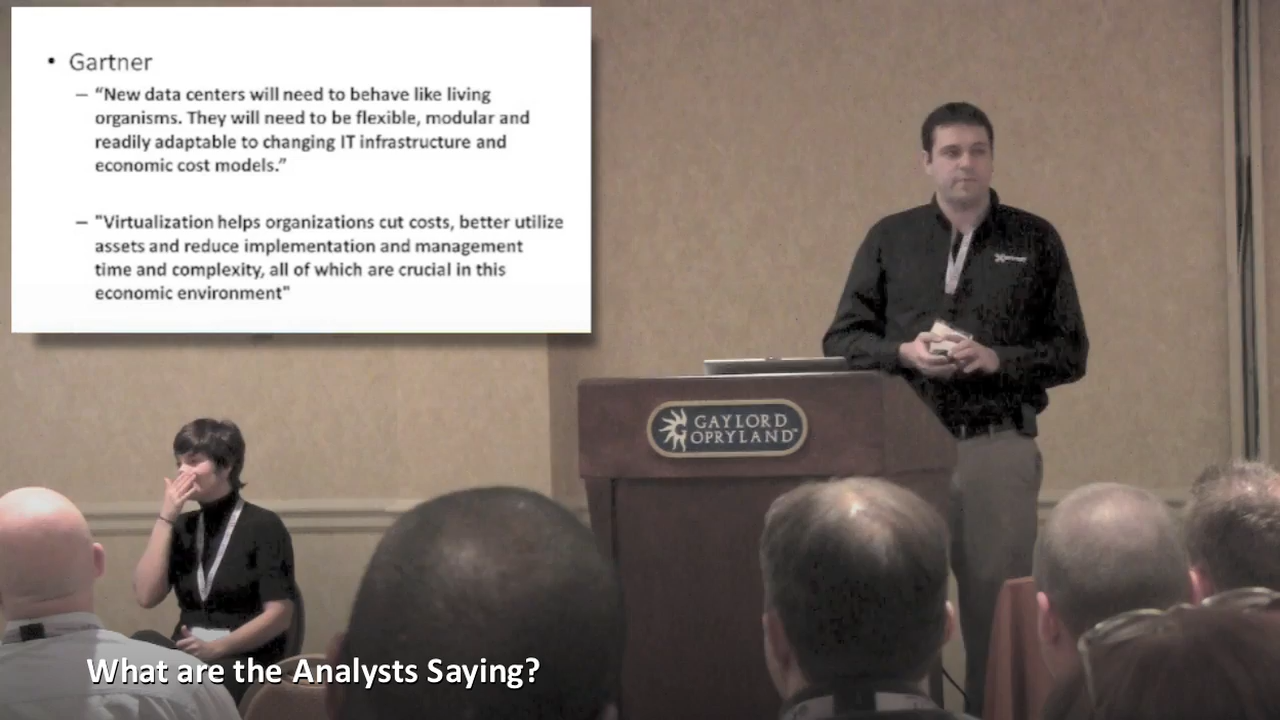 • Gartner
– “New data centers will need to behave like living
organisms. They will need to be flexible, modular and
readily adaptable to changing IT infrastructure and
economic cost models.”
– "Virtualization helps organizations cut costs, better utilize
assets and reduce implementation and management
time and complexity, all of which are crucial in this
economic environment"
GAYLORD
OPRYLAND™
What are the Analysts Saying?